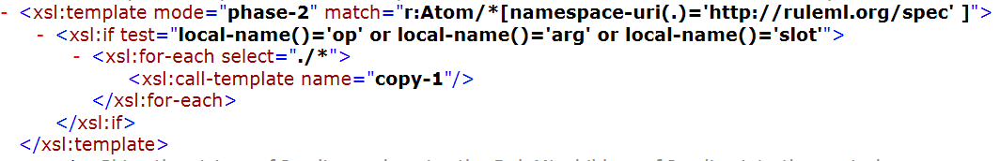 - <xsl:template mode="phase-2" match="r:Atom/*[namespace-uri(.)='http://ruleml.org/spec' ]">
- <xsl:if test="local-name()='op' or local-name()='arg' or local-name()='slot'">
- <xsl:for-each select="./*">
<xsl:call-template name="copy-1"/>
</xsl:for-each>
</xsl:if>
</xsl:template>